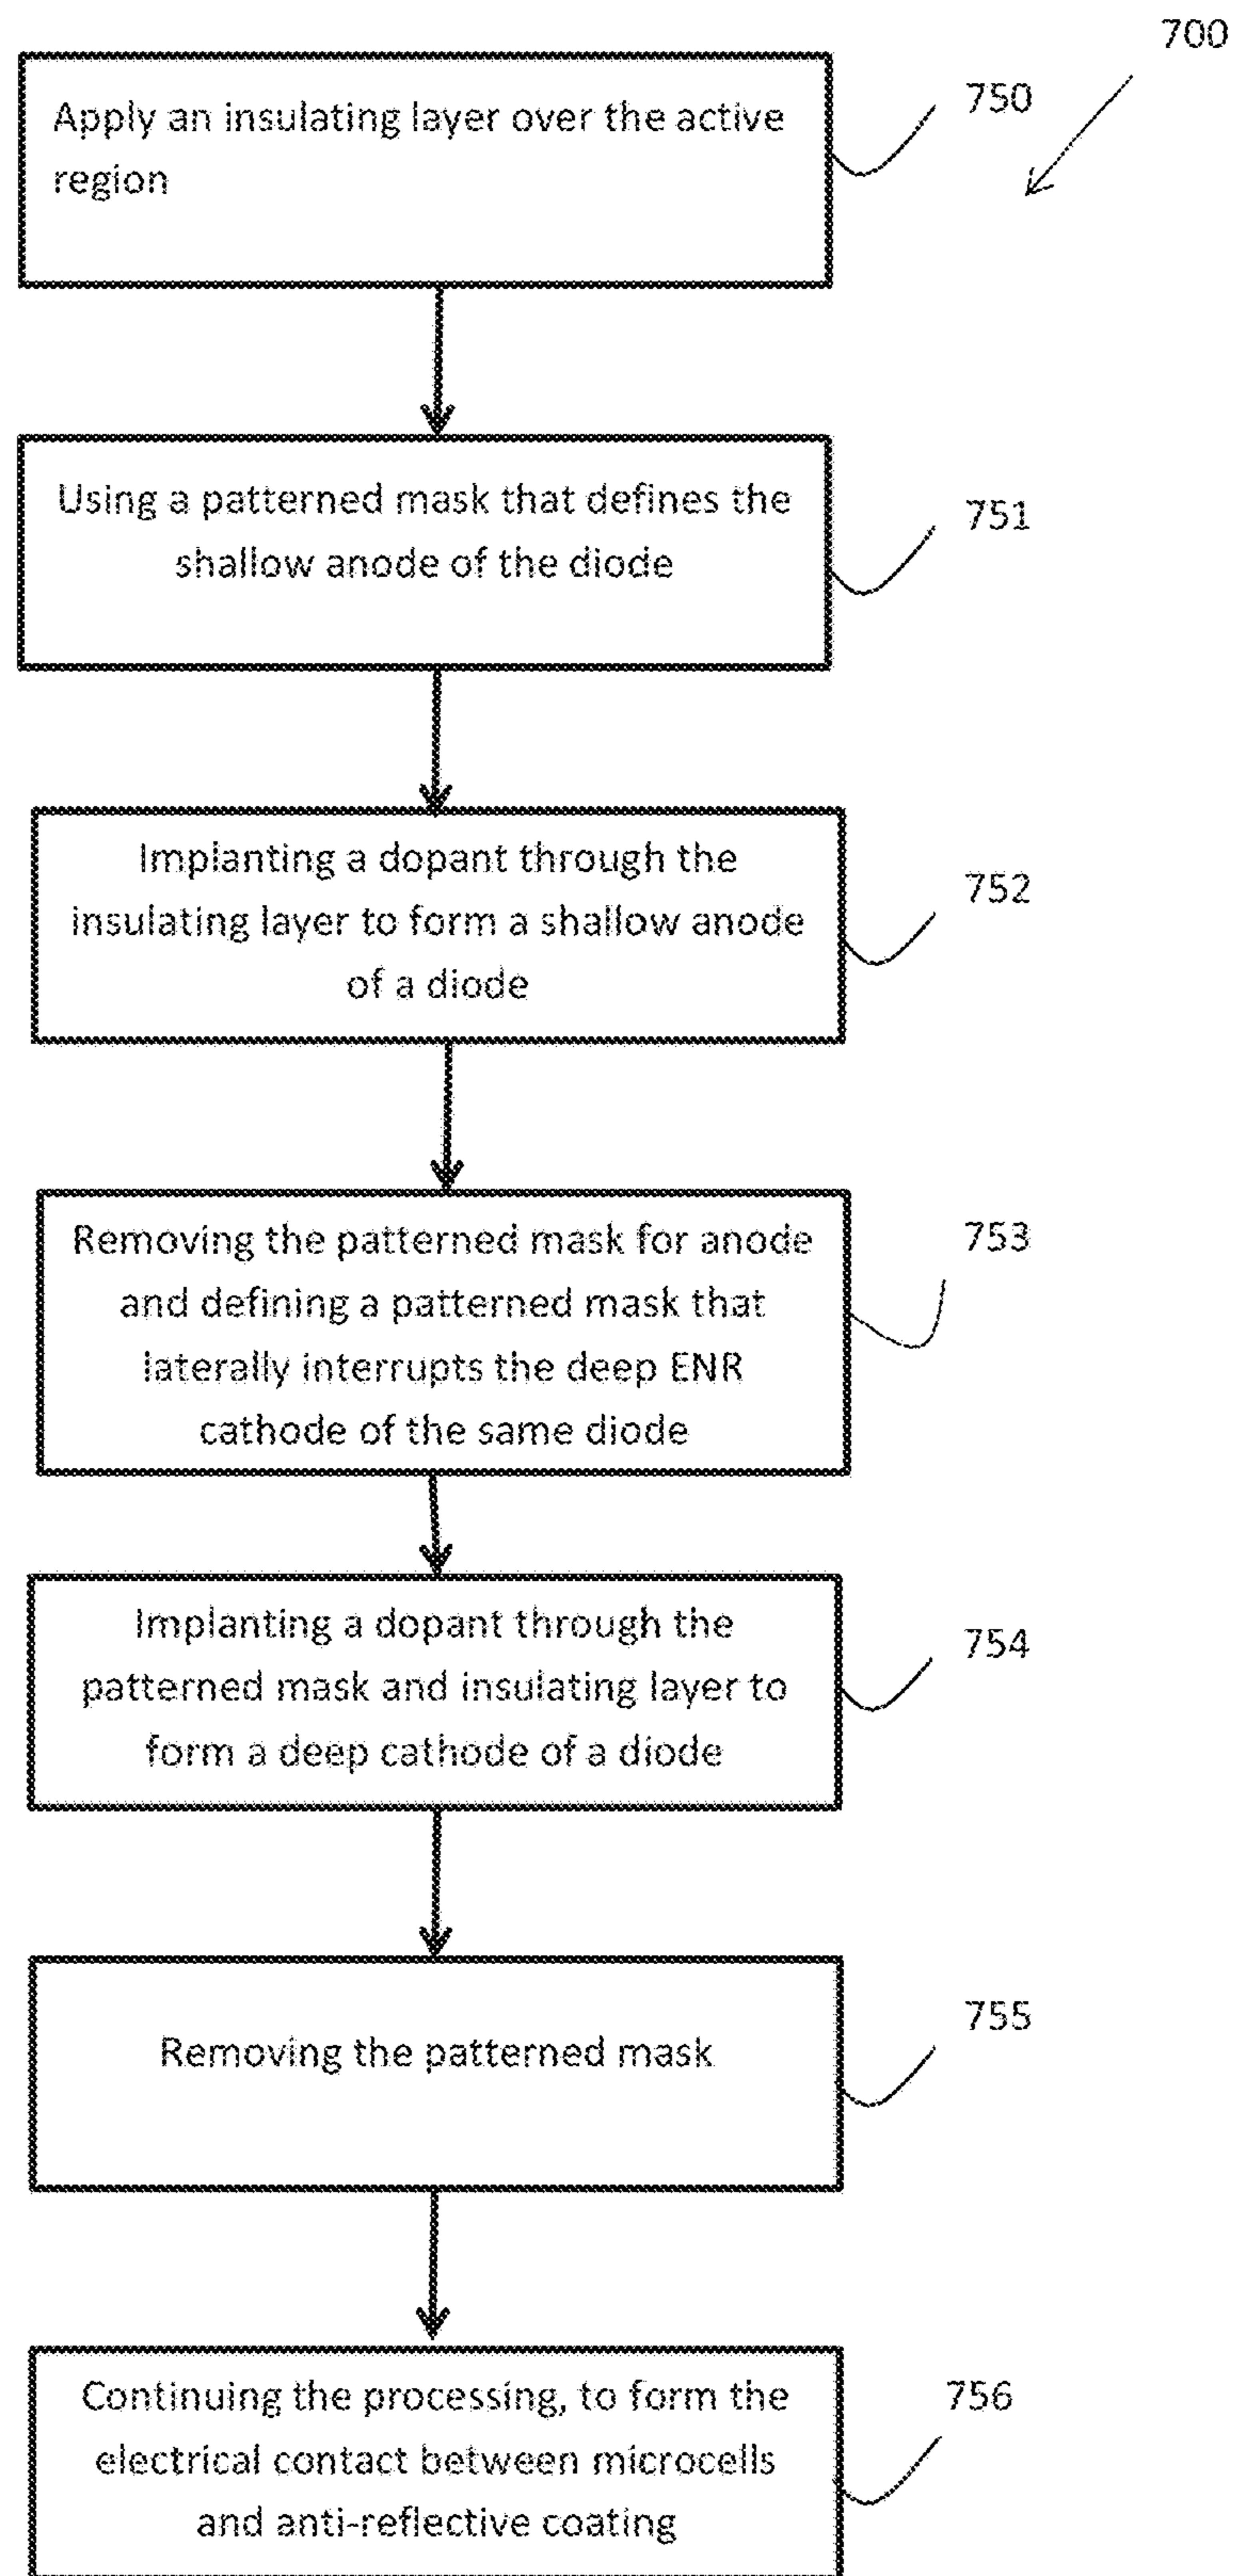 700
750
Apply an insulating layer over the active
region
751
Using a patterned mask that defines the
shallow anode of the diode
752
Implanting a dopant through the
insulating layer to form a shallow anode
of a diode
753
Removing the patterned mask for anode
and defining a patterned mask that
laterally interrupts the deep ENR
cathode of the same diode
754
Implanting a dopant through the
patterned mask and insulating layer to
form a deep cathode of a diode
755
Removing the patterned mask
756
Continuing the processing, to form the
electrical contact between microcells
and anti-reflective coating